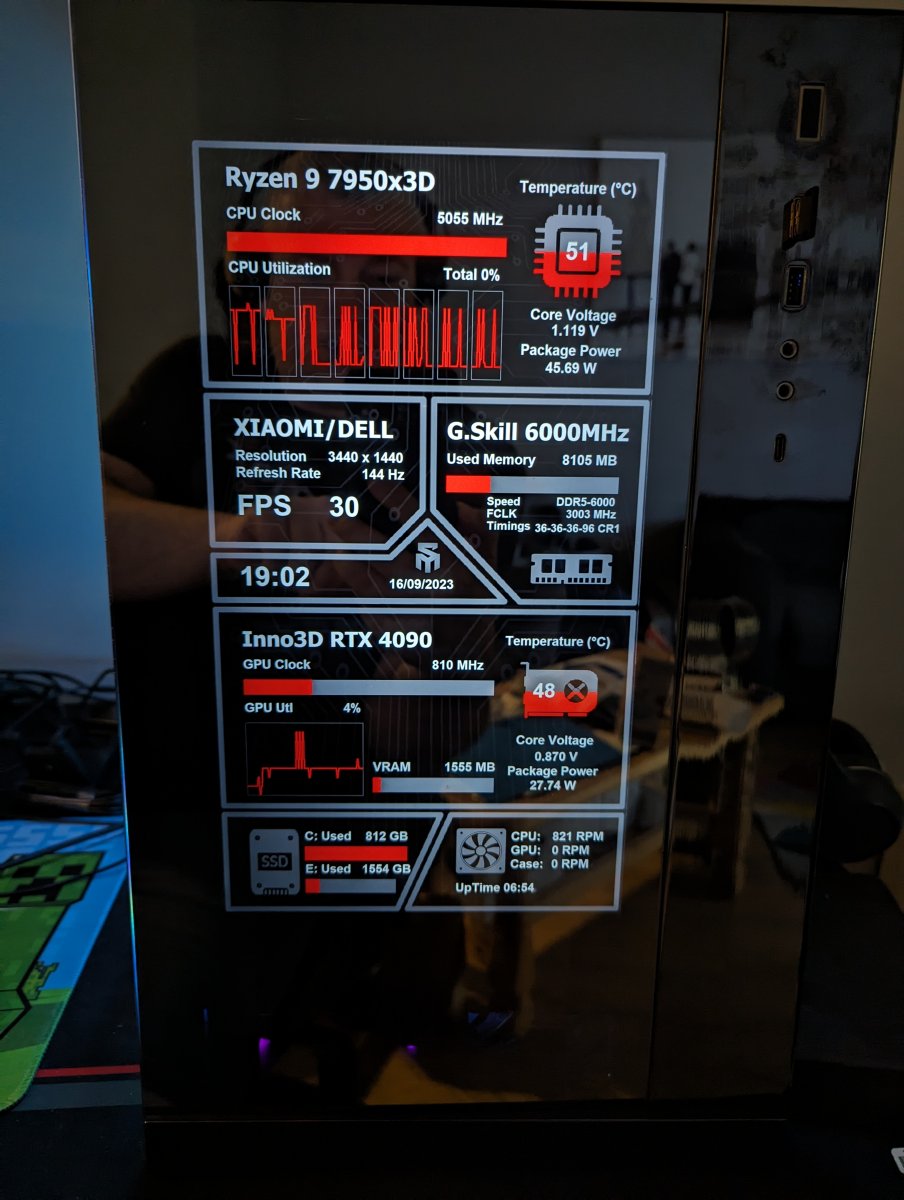 Ryzen 9 7950x3D
Temperature (°C)
CPU Clock 5055 MHz
51
CPU Utilization Total 0%
Core Voltage
1.119 V
Package Power
45.69 W
XIAOMI/DELL
Resolution 3440 x 1440
Refresh Rate 144 Hz
FPS 30
G.Skill 6000MHz
Used Memory 8105 MB
Speed DDR5-6000
FCLK 3003 MHz
Timings 36-36-36-96 CR1
19:02
16/09/2023
Inno3D RTX 4090
Temperature (°C)
GPU Clock 810 MHz
48
GPU Utl 4%
VRAM 1555 MB
Core Voltage
0.870 V
Package Power
27.74 W
SSD
C: Used 812 GB
E: Used 1554 GB
CPU: 821 RPM
GPU: 0 RPM
Case: 0 RPM
UpTime 06:54